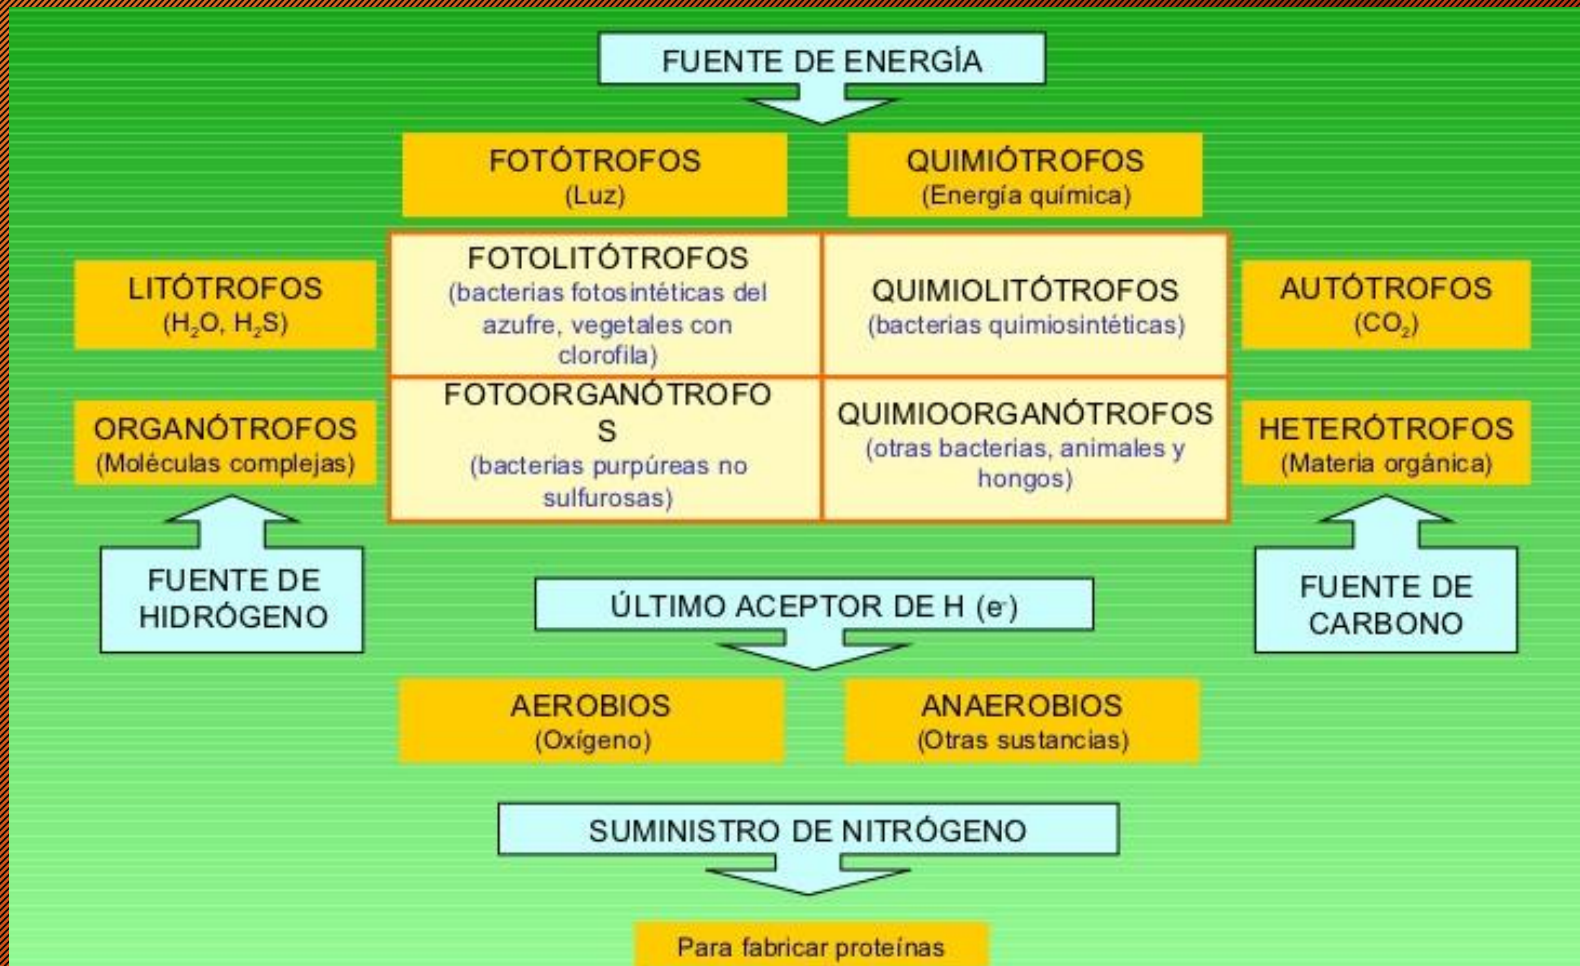 FUENTE DE ENERGÍA
FOTÓTROFOS
(Luz)
QUIMIÓTROFOS
(Energía química)
LITÓTROFOS
(H₂O, H₂S)
FOTOLITÓTROFOS
(bacterias fotosintéticas del
azufre, vegetales con
clorofila)
QUIMIOLITÓTROFOS
(bacterias quimiosintéticas)
AUTÓTROFOS
(CO₂)
ORGANÓTROFOS
(Moléculas complejas)
FOTOORGANÓTROFO
S
(bacterias purpúreas no
sulfurosas)
QUIMIOORGANÓTROFOS
(otras bacterias, animales y
hongos)
HETERÓTROFOS
(Materia orgánica)
FUENTE DE
HIDRÓGENO
ÚLTIMO ACEPTOR DE H (e⁻)
FUENTE DE
CARBONO
AEROBIOS
(Oxígeno)
ANAEROBIOS
(Otras sustancias)
SUMINISTRO DE NITRÓGENO
Para fabricar proteínas